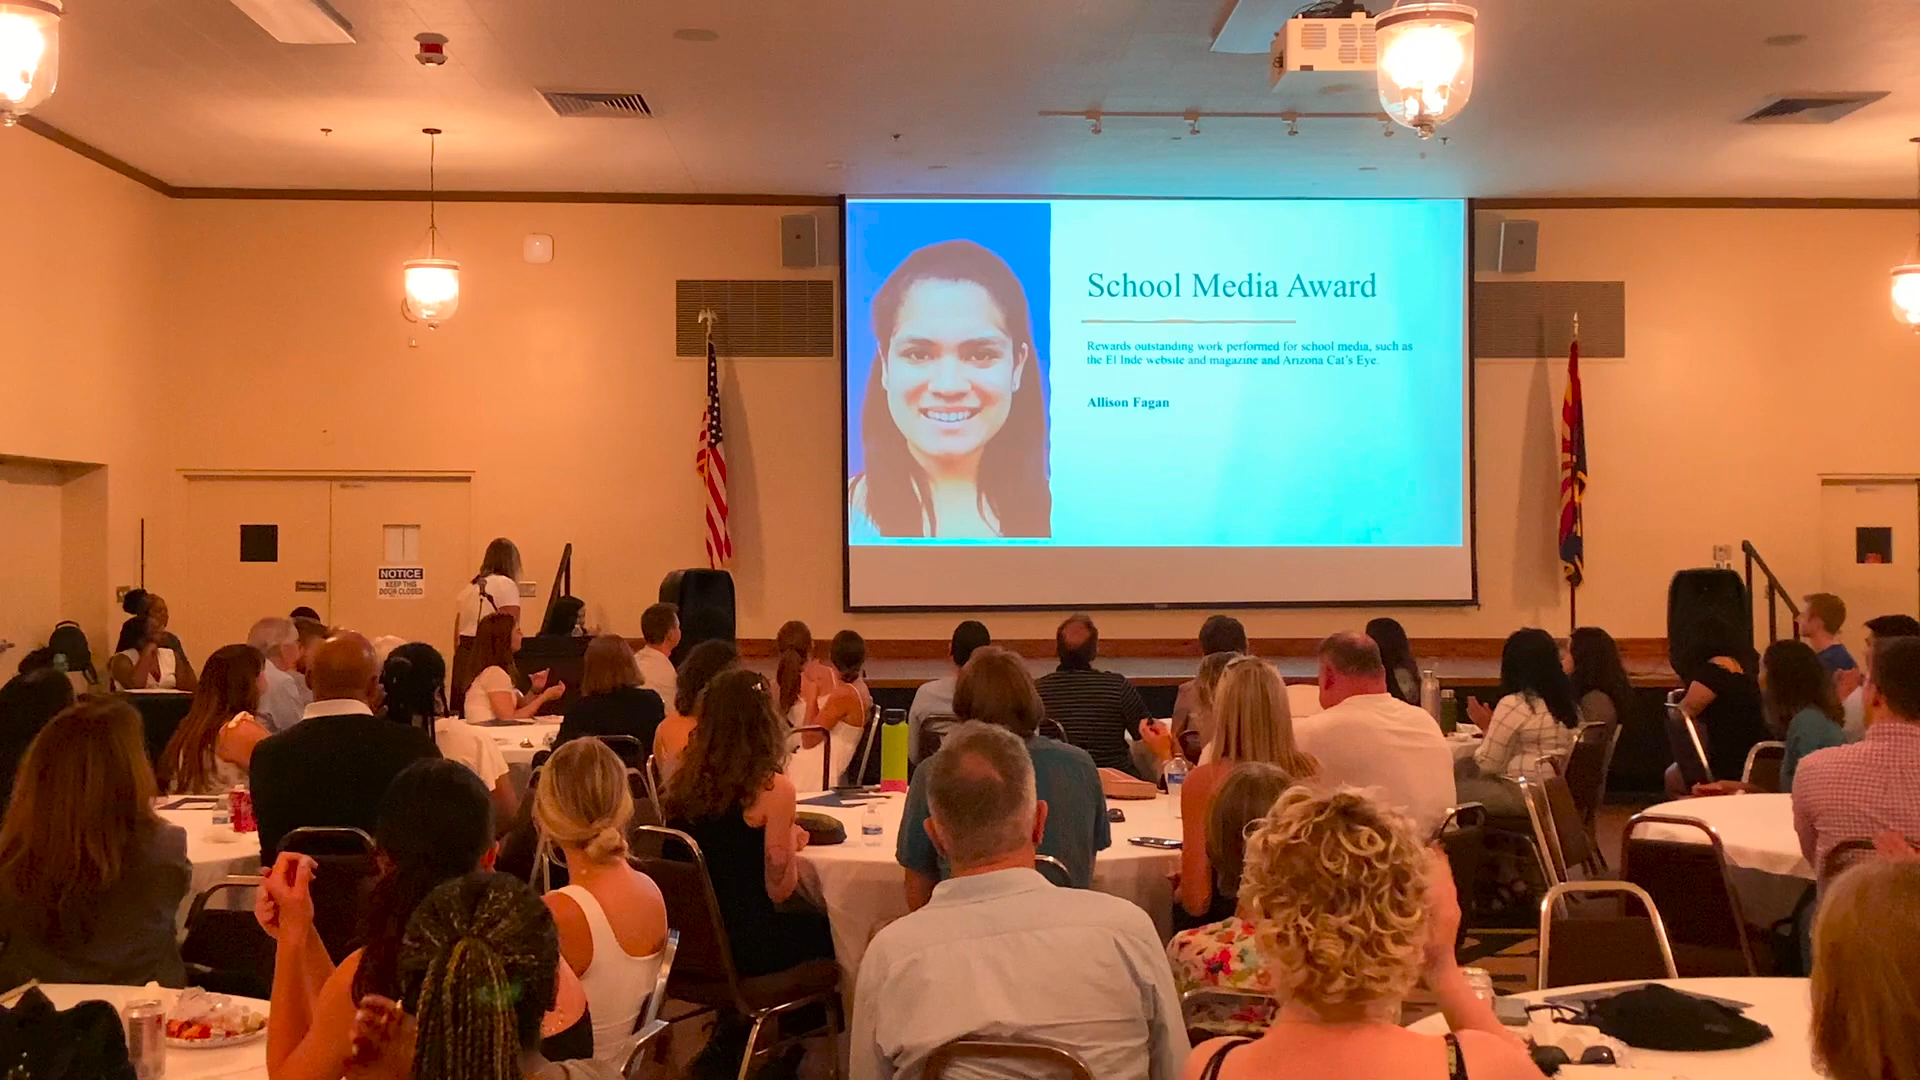 School Media Award
Rewards outstanding work performed for school media, such as
the El Inde website and magazine and Arizona Cat's Eye.
Allison Fagan
NOTICE
KEEP THIS
DOOR CLOSED